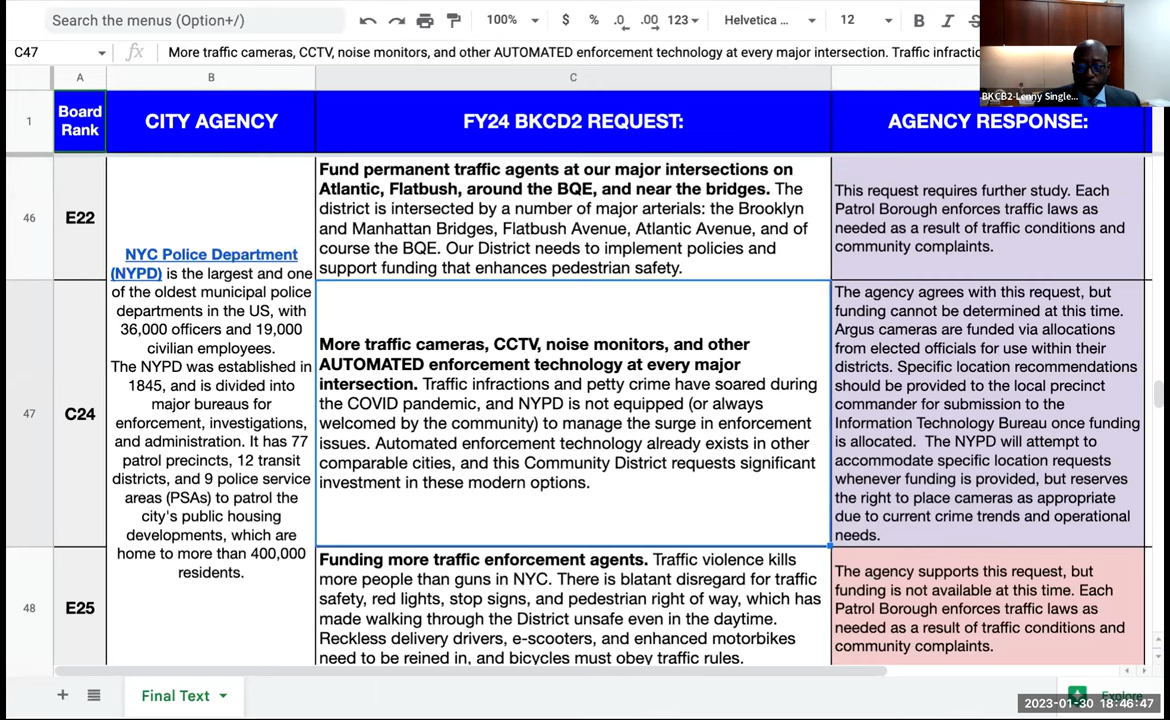 Search the menus (Option+/)
100%
$ % .0 .00 123
Helvetica ...
12
B I S
C47
fx
More traffic cameras, CCTV, noise monitors, and other AUTOMATED enforcement technology at every major intersection. Traffic infractio
BKCB2-Lenny Single...
A B C
1
Board
Rank
CITY AGENCY
FY24 BKCD2 REQUEST:
AGENCY RESPONSE:
46
E22
Fund permanent traffic agents at our major intersections on
Atlantic, Flatbush, around the BQE, and near the bridges. The
district is intersected by a number of major arterials: the Brooklyn
and Manhattan Bridges, Flatbush Avenue, Atlantic Avenue, and of
course the BQE. Our District needs to implement policies and
support funding that enhances pedestrian safety.
This request requires further study. Each
Patrol Borough enforces traffic laws as
needed as a result of traffic conditions and
community complaints.
NYC Police Department
(NYPD) is the largest and one
of the oldest municipal police
departments in the US, with
36,000 officers and 19,000
civilian employees.
The NYPD was established in
1845, and is divided into
major bureaus for
enforcement, investigations,
and administration. It has 77
patrol precincts, 12 transit
districts, and 9 police service
areas (PSAs) to patrol the
city's public housing
developments, which are
home to more than 400,000
residents.
47
C24
More traffic cameras, CCTV, noise monitors, and other
AUTOMATED enforcement technology at every major
intersection. Traffic infractions and petty crime have soared during
the COVID pandemic, and NYPD is not equipped (or always
welcomed by the community) to manage the surge in enforcement
issues. Automated enforcement technology already exists in other
comparable cities, and this Community District requests significant
investment in these modern options.
The agency agrees with this request, but
funding cannot be determined at this time.
Argus cameras are funded via allocations
from elected officials for use within their
districts. Specific location recommendations
should be provided to the local precinct
commander for submission to the
Information Technology Bureau once funding
is allocated. The NYPD will attempt to
accommodate specific location requests
whenever funding is provided, but reserves
the right to place cameras as appropriate
due to current crime trends and operational
needs.
48
E25
Funding more traffic enforcement agents. Traffic violence kills
more people than guns in NYC. There is blatant disregard for traffic
safety, red lights, stop signs, and pedestrian right of way, which has
made walking through the District unsafe even in the daytime.
Reckless delivery drivers, e-scooters, and enhanced motorbikes
need to be reined in, and bicycles must obey traffic rules.
The agency supports this request, but
funding is not available at this time. Each
Patrol Borough enforces traffic laws as
needed as a result of traffic conditions and
community complaints.
Final Text
Explore
2023-01-30 18:46:47